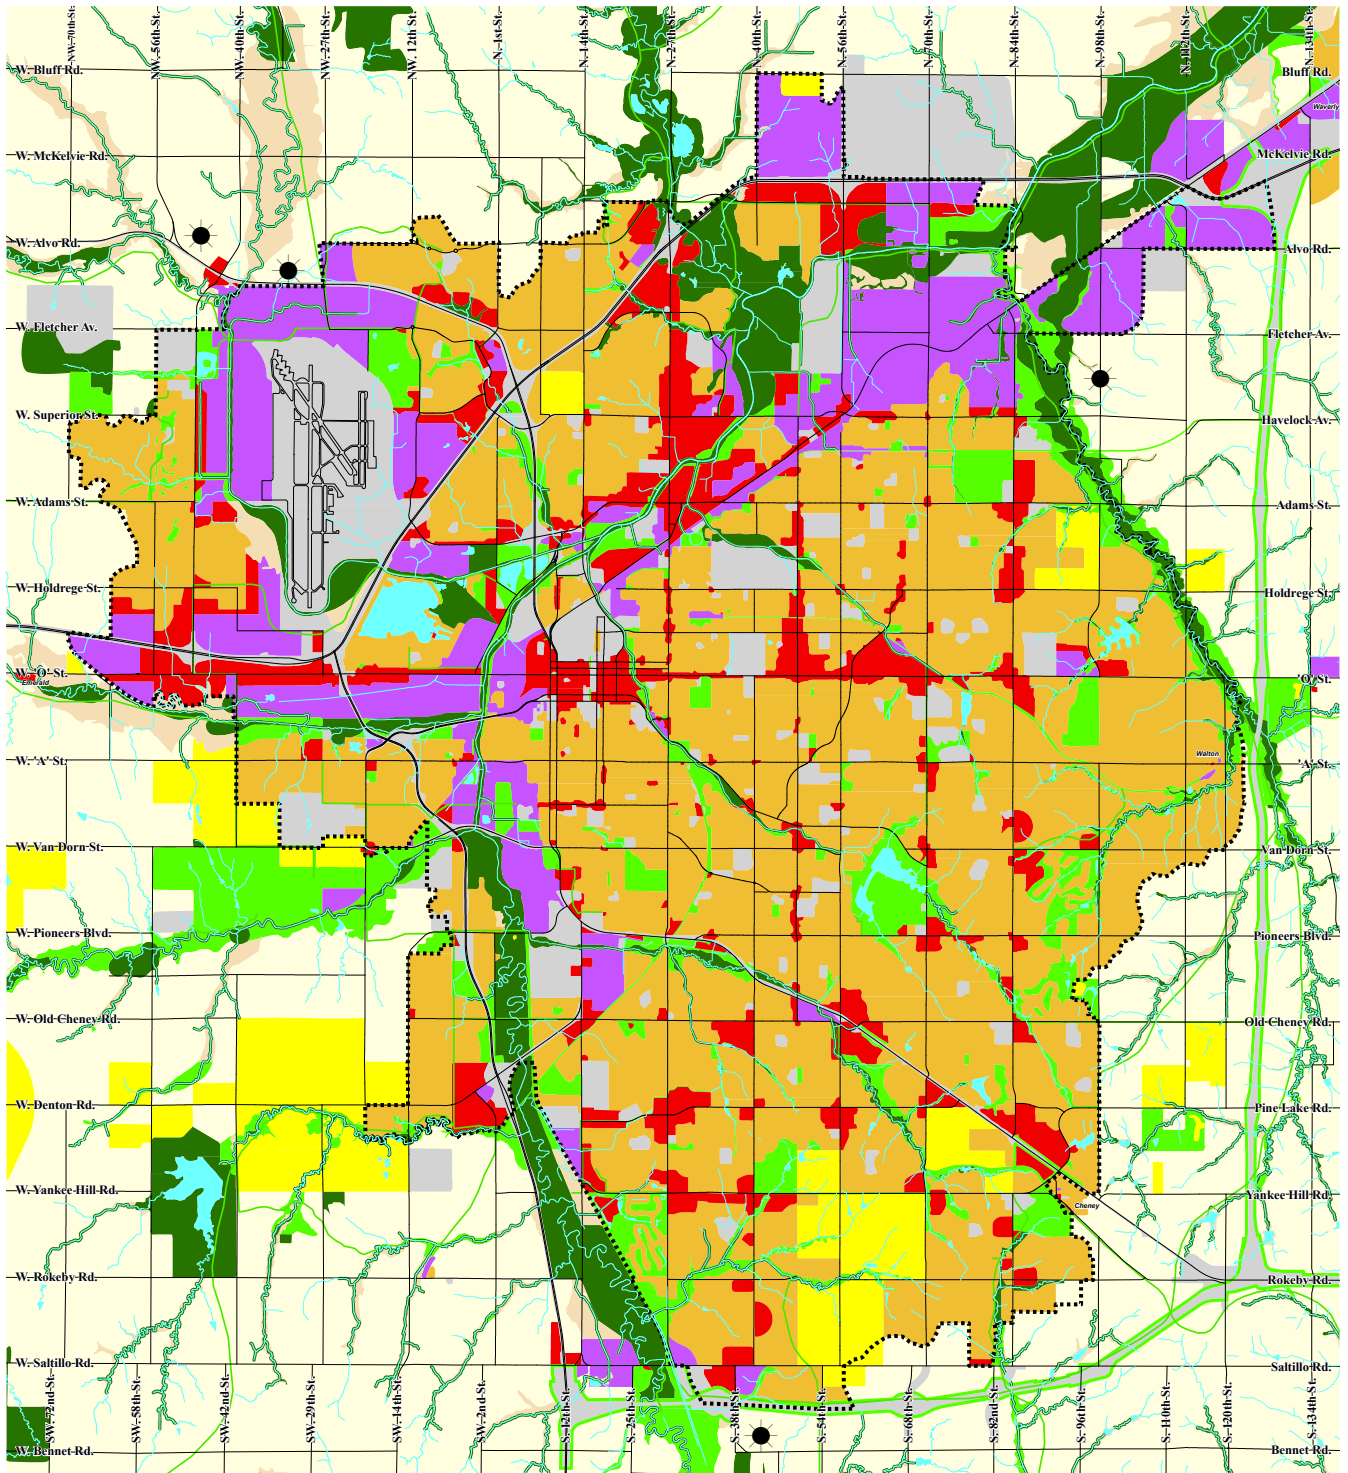 NW. 70th St.
NW. 56th St.
NW. 40th St.
NW. 27th St.
NW. 12th St.
N. 1st St.
N. 14th St.
N. 27th St.
N. 40th St.
N. 56th St.
N. 70th St.
N. 84th St.
N. 98th St.
N. 112th St.
N. 134th St.
W. Bluff Rd.
Bluff Rd.
Waverly
W. McKelvie Rd.
McKelvie Rd.
W. Alvo Rd.
Alvo Rd.
W. Fletcher Av.
Fletcher Av.
W. Superior St.
Havelock Av.
W. Adams St.
Adams St.
W. Holdrege St.
Holdrege St.
W. 'O' St.
'O' St.
Emerald
Walton
W. 'A' St.
'A' St.
W. Van Dorn St.
Van Dorn St.
W. Pioneers Blvd.
Pioneers Blvd.
W. Old Cheney Rd.
Old Cheney Rd.
W. Denton Rd.
Pine Lake Rd.
W. Yankee Hill Rd.
Yankee Hill Rd.
Cheney
W. Rokeby Rd.
Rokeby Rd.
W. Saltillo Rd.
Saltillo Rd.
SW. 72nd St.
SW. 58th St.
SW. 42nd St.
SW. 29th St.
SW. 14th St.
SW. 2nd St.
S. 12th St.
S. 25th St.
S. 38th St.
S. 54th St.
S. 68th St.
S. 82nd St.
S. 96th St.
S. 110th St.
S. 120th St.
S. 134th St.
W. Bennet Rd.
Bennet Rd.